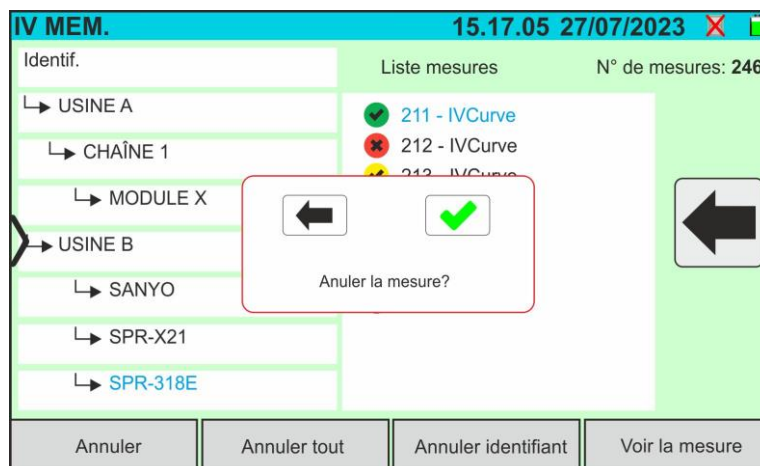 IV MEM. 15.17.05 27/07/2023
Identif.
Liste mesures N° de mesures: 246
USINE A
CHAÎNE 1
MODULE X
USINE B
SANYO
SPR-X21
SPR-318E
211 - IVCurve
212 - IVCurve
213 - IVCurve
Anuler la mesure?
Annuler Annuler tout Annuler identifiant Voir la mesure